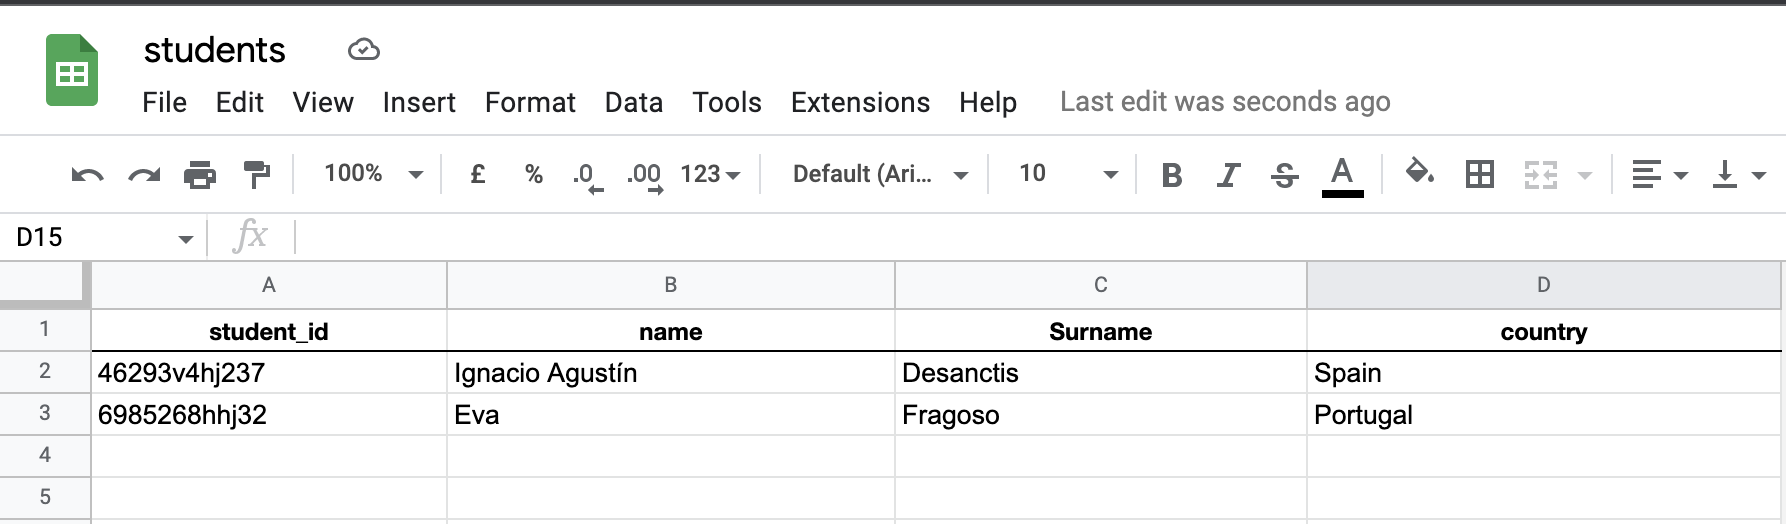 students
File Edit View Insert Format Data Tools Extensions Help Last edit was seconds ago
100% £ % .0 .00 123 Default (Ari... 10 B I S A
D15 fx
A B C D
1 student_id name Surname country
2 46293v4hj237 Ignacio Agustín Desanctis Spain
3 6985268hhj32 Eva Fragoso Portugal
4
5